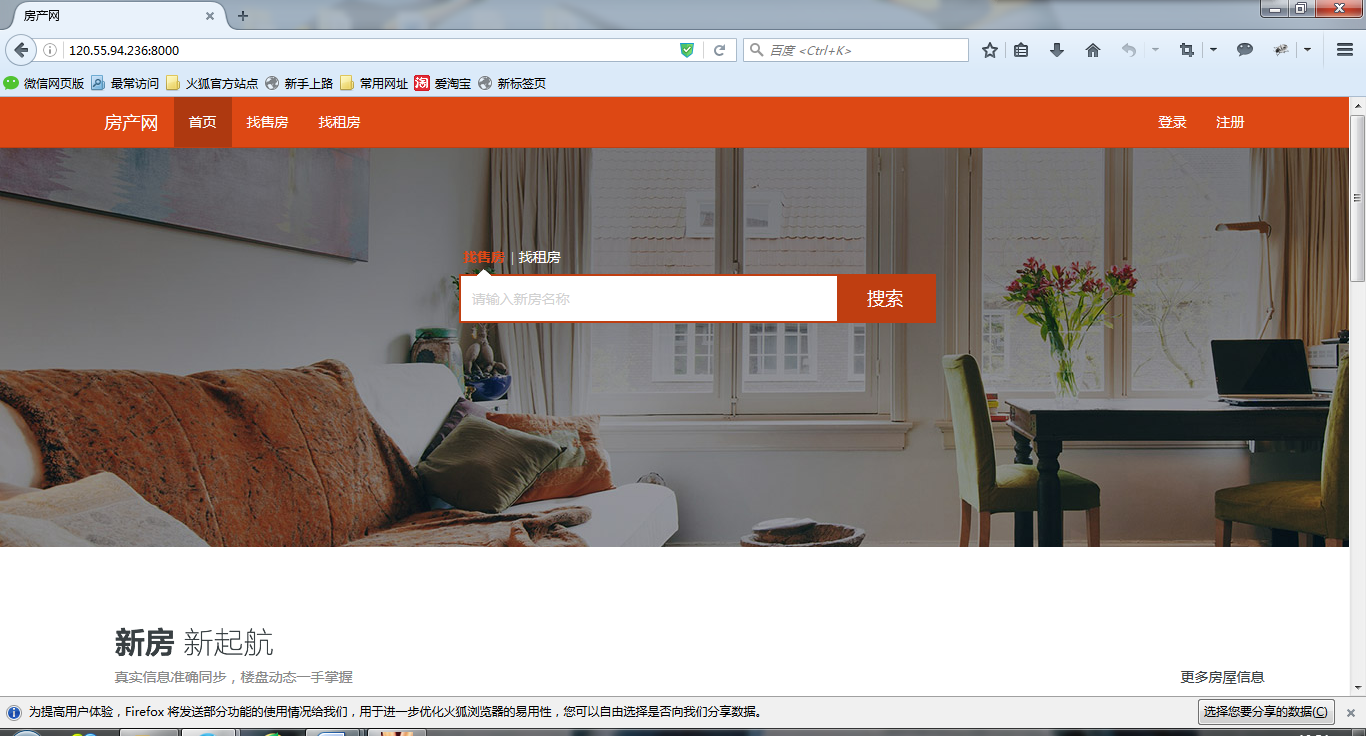 房产网
120.55.94.236:8000
百度 <Ctrl+K>
微信网页版 最常访问 火狐官方站点 新手上路 常用网址 淘 爱淘宝 新标签页
房产网 首页 找售房 找租房 登录 注册
找售房 | 找租房
请输入新房名称 搜索
新房 新起航
真实信息准确同步，楼盘动态一手掌握 更多房屋信息
为提高用户体验，Firefox 将发送部分功能的使用情况给我们，用于进一步优化火狐浏览器的易用性，您可以自由选择是否向我们分享数据。 选择您要分享的数据(C)